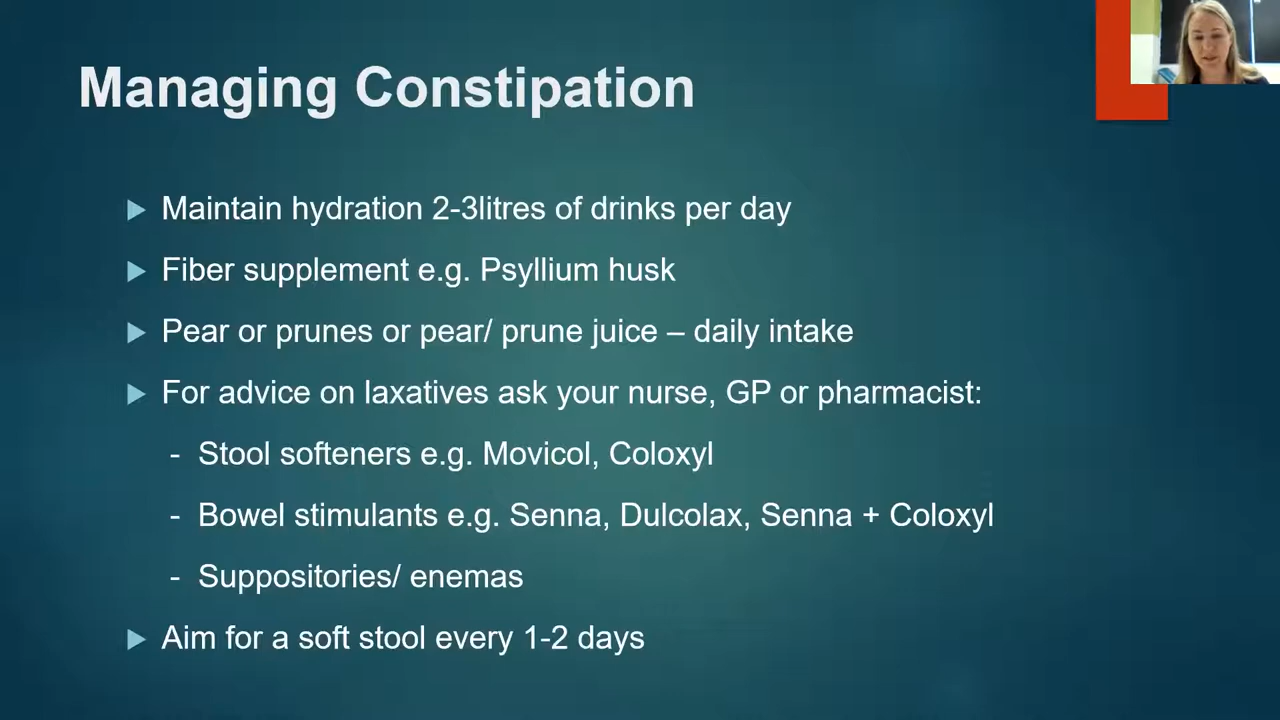 Managing Constipation
Maintain hydration 2-3litres of drinks per day
Fiber supplement e.g. Psyllium husk
Pear or prunes or pear/ prune juice – daily intake
For advice on laxatives ask your nurse, GP or pharmacist:
- Stool softeners e.g. Movicol, Coloxyl
- Bowel stimulants e.g. Senna, Dulcolax, Senna + Coloxyl
- Suppositories/ enemas
Aim for a soft stool every 1-2 days